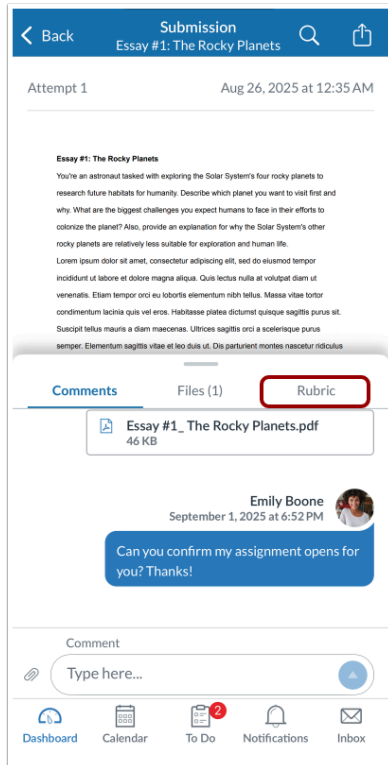 Back
Submission
Essay #1: The Rocky Planets
Attempt 1
Aug 26, 2025 at 12:35 AM
Essay #1: The Rocky Planets
You're an astronaut tasked with exploring the Solar System's four rocky planets to
research future habitats for humanity. Describe which planet you want to visit first and
why. What are the biggest challenges you expect humans to face in their efforts to
colonize the planet? Also, provide an explanation for why the Solar System's other
rocky planets are relatively less suitable for exploration and human life.
Lorem ipsum dolor sit amet, consectetur adipiscing elit, sed do eiusmod tempor
incididunt ut labore et dolore magna aliqua. Quis lectus nulla at volutpat diam ut
venenatis. Etiam tempor orci eu lobortis elementum nibh tellus. Massa vitae tortor
condimentum lacinia quis vel eros. Habitasse platea dictumst quisque sagittis purus sit.
Suscipit tellus mauris a diam maecenas. Ultrices sagittis orci a scelerisque purus
semper. Elementum sagittis vitae et leo duis ut. Dis parturient montes nascetur ridiculus
Comments
Files (1)
Rubric
Essay #1_ The Rocky Planets.pdf
46 KB
Emily Boone
September 1, 2025 at 6:52 PM
Can you confirm my assignment opens for
you? Thanks!
Comment
Type here...
2
Dashboard
Calendar
To Do
Notifications
Inbox